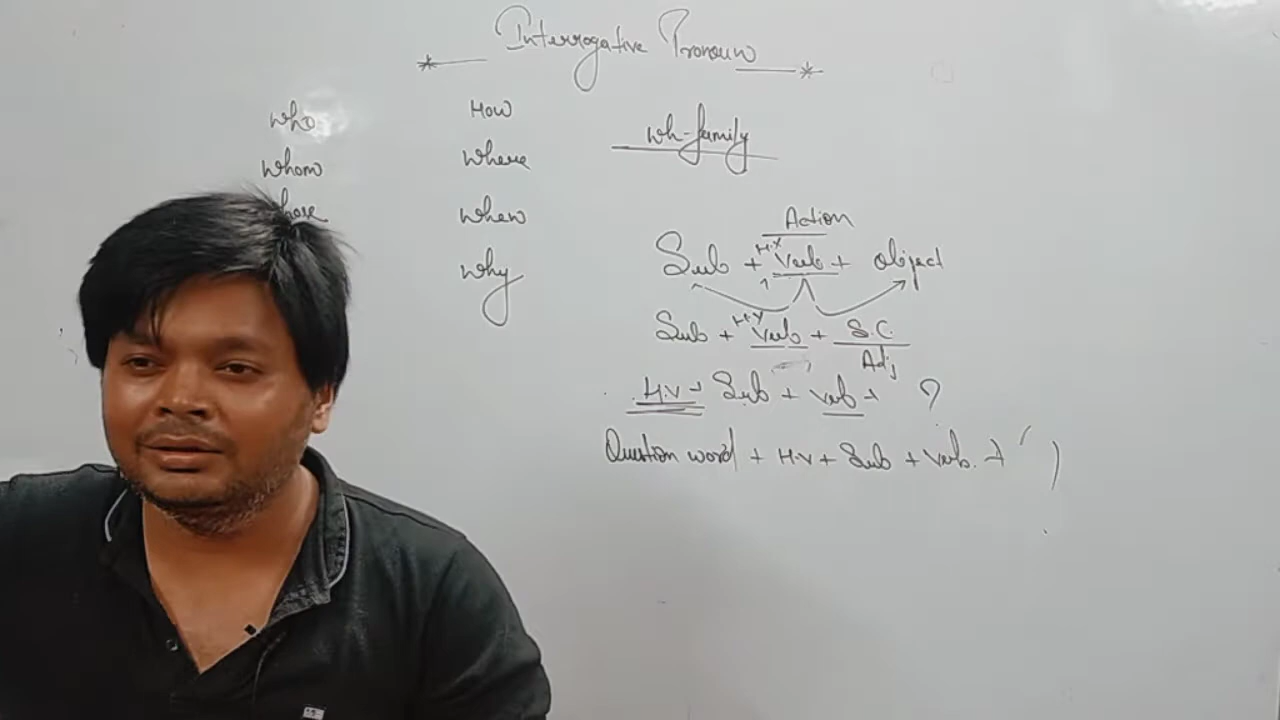 Interrogative Pronoun
Who
Whom
How
Where
When
Why
Wh-family
Action
H.V
Sub + Verb + object
H.V
Sub + Verb + S.C.
Adj
H.V + Sub + Verb + ?
Question word + H.V + Sub + Verb. +